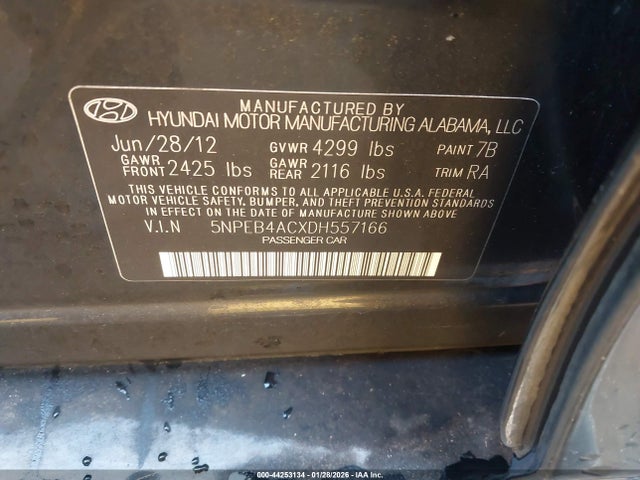 MANUFACTURED BY
HYUNDAI MOTOR MANUFACTURING ALABAMA, LLC
Jun/28/12 GVWR 4299 lbs PAINT 7B
GAWR FRONT 2425 lbs GAWR REAR 2116 lbs TRIM RA
THIS VEHICLE CONFORMS TO ALL APPLICABLE U.S.A. FEDERAL
MOTOR VEHICLE SAFETY, BUMPER, AND THEFT PREVENTION STANDARDS
IN EFFECT ON THE DATE OF MANUFACTURE SHOWN ABOVE.
V.I.N 5NPEB4ACXDH557166
PASSENGER CAR
000-44253134 - 01/28/2026 - IAA Inc.